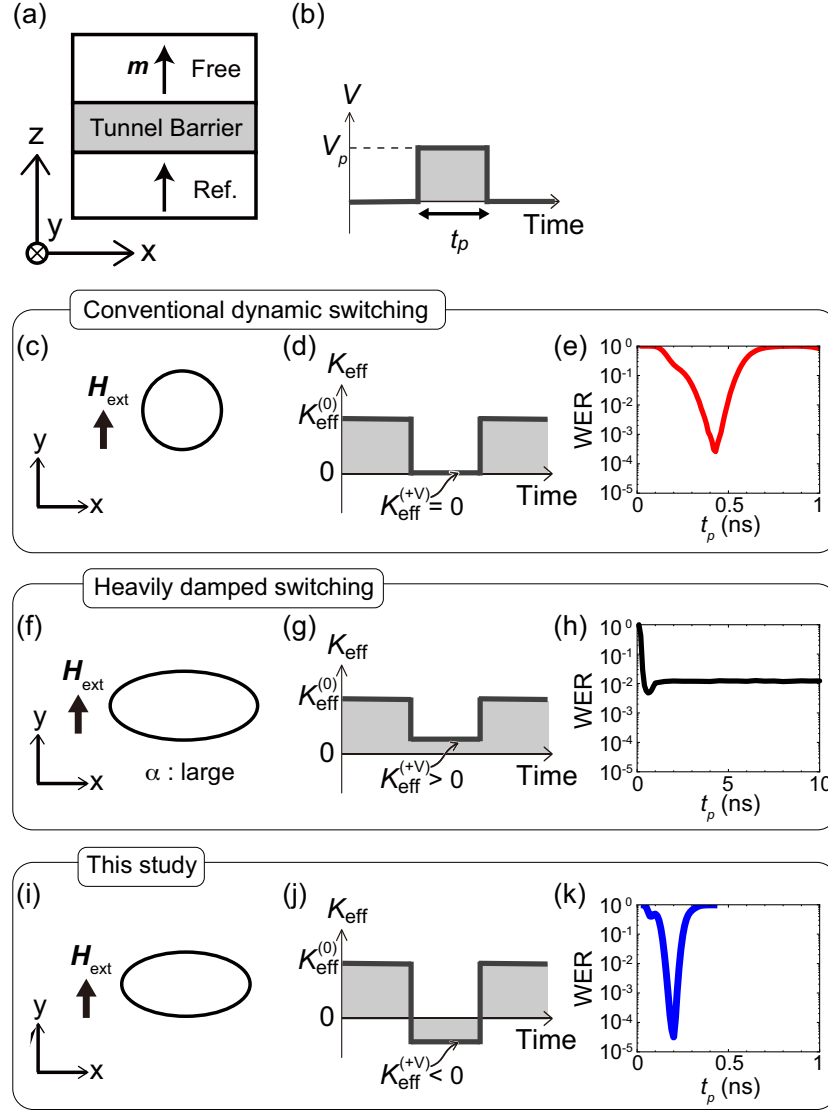 (a)
m Free
Tunnel Barrier
Ref.
z
y
x
(b)
V
Vp
tp
Time
Conventional dynamic switching
(c)
Hext
y
x
(d)
Keff
Keff(0)
0
Keff(+V) = 0
Time
(e)
WER
10^0
10^-1
10^-2
10^-3
10^-4
10^-5
0 0.5 1
tp (ns)
Heavily damped switching
(f)
Hext
y
x
α : large
(g)
Keff
Keff(0)
0
Keff(+V) > 0
Time
(h)
WER
10^0
10^-1
10^-2
10^-3
10^-4
10^-5
0 5 10
tp (ns)
This study
(i)
Hext
y
x
(j)
Keff
Keff(0)
0
Keff(+V) < 0
Time
(k)
WER
10^0
10^-1
10^-2
10^-3
10^-4
10^-5
0 0.5 1
tp (ns)